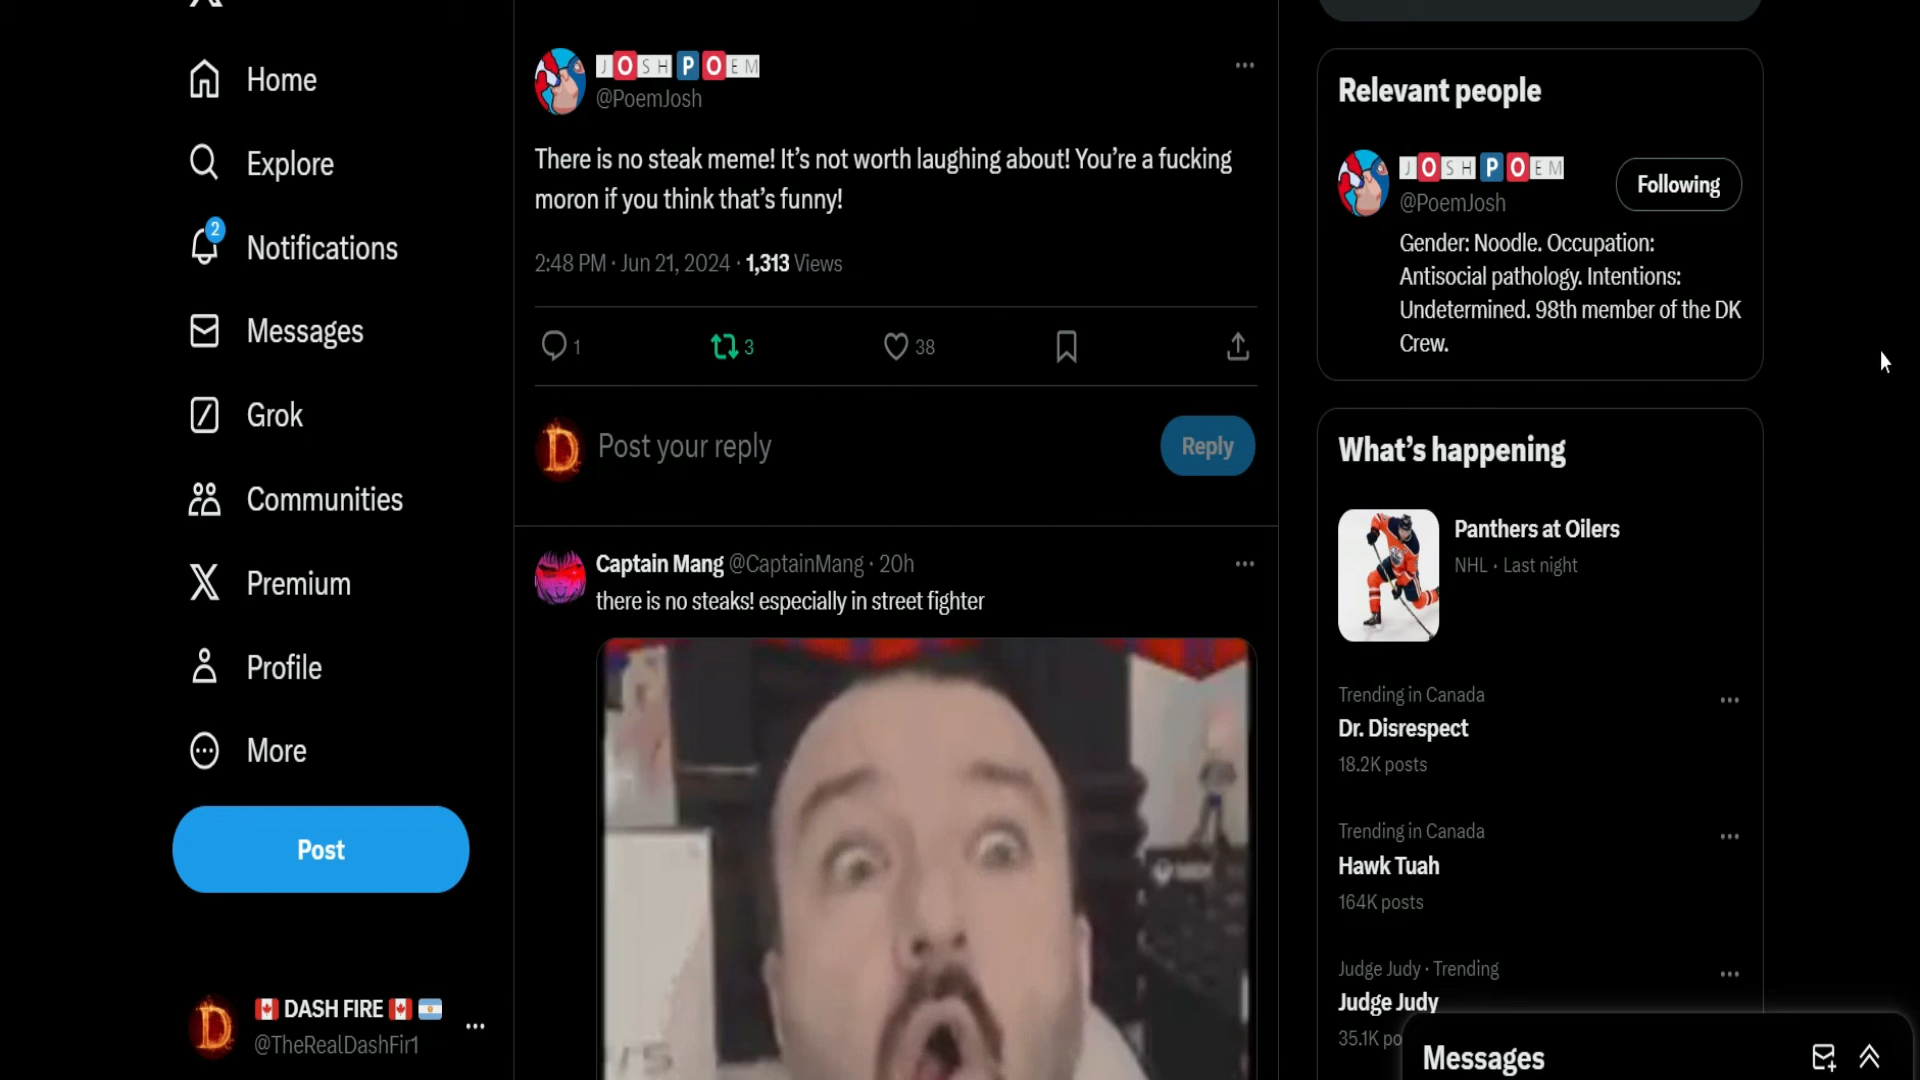 Home
Explore
2
Notifications
Messages
Grok
Communities
Premium
Profile
More
Post
DASH FIRE
@TheRealDashFir1
JOSH POEM
@PoemJosh
There is no steak meme! It's not worth laughing about! You're a fucking
moron if you think that's funny!
2:48 PM · Jun 21, 2024 · 1,313 Views
1
3
38
Post your reply
Reply
Captain Mang @CaptainMang · 20h
there is no steaks! especially in street fighter
Relevant people
JOSH POEM
@PoemJosh
Following
Gender: Noodle. Occupation:
Antisocial pathology. Intentions:
Undetermined. 98th member of the DK
Crew.
What's happening
Panthers at Oilers
NHL · Last night
Trending in Canada
Dr. Disrespect
18.2K posts
Trending in Canada
Hawk Tuah
164K posts
Judge Judy · Trending
Judge Judy
35.1K po
Messages